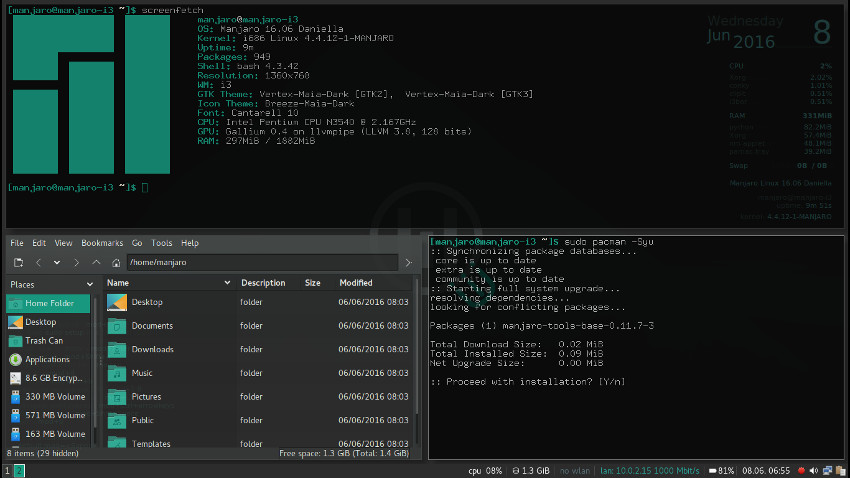 [manjaro@manjaro-i3 ~]$ screenfetch
manjaro@manjaro-i3
OS: Manjaro 16.06 Daniella
Kernel: i686 Linux 4.4.12-1-MANJARO
Uptime: 9m
Packages: 949
Shell: bash 4.3.42
Resolution: 1360x768
WM: i3
GTK Theme: Vertex-Maia-Dark [GTK2], Vertex-Maia-Dark [GTK3]
Icon Theme: Breeze-Maia-Dark
Font: Cantarell 10
CPU: Intel Pentium CPU N3540 @ 2.167GHz
GPU: Gallium 0.4 on llvmpipe (LLVM 3.8, 128 bits)
RAM: 297MiB / 1002MiB
[manjaro@manjaro-i3 ~]$
Wednesday
Jun 2016 8
CPU 2%
2.02%
1.01%
0.51%
0.51%
RAM 331MiB
Swap 0B / 0B
Manjaro Linux 16.06 Daniella
9m 51s
4.4.13-1-MANJARO
File Edit View Bookmarks Go Tools Help
/home/manjaro
Places
Home Folder
Desktop
Trash Can
Applications
8.6 GB Encryp...
330 MB Volume
571 MB Volume
163 MB Volume
Name Description Size Modified
Desktop folder 06/06/2016 08:03
Documents folder 06/06/2016 08:03
Downloads folder 06/06/2016 08:03
Music folder 06/06/2016 08:03
Pictures folder 06/06/2016 08:03
Public folder 06/06/2016 08:03
Templates folder 06/06/2016 08:03
8 items (29 hidden) Free space: 1.3 GiB (Total: 1.4 GiB)
[manjaro@manjaro-i3 ~]$ sudo pacman -Syu
:: Synchronizing package databases...
core is up to date
extra is up to date
community is up to date
:: Starting full system upgrade...
resolving dependencies...
looking for conflicting packages...
Packages (1) manjaro-tools-base-0.11.7-3
Total Download Size: 0.02 MiB
Total Installed Size: 0.09 MiB
Net Upgrade Size: 0.00 MiB
:: Proceed with installation? [Y/n]
1 2
cpu 08% 1.3 GiB no wlan lan: 10.0.2.15 1000 Mbit/s 81% 08.06. 06:55